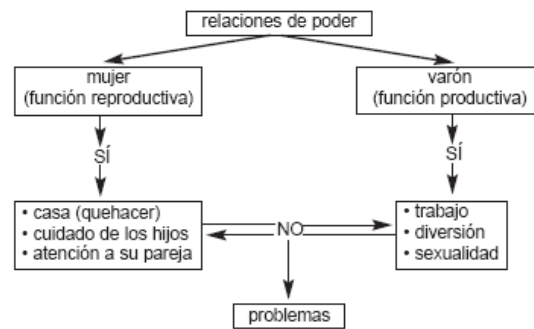 relaciones de poder
mujer
(función reproductiva)
varón
(función productiva)
SÍ
SÍ
• casa (quehacer)
• cuidado de los hijos
• atención a su pareja
NO
• trabajo
• diversión
• sexualidad
problemas